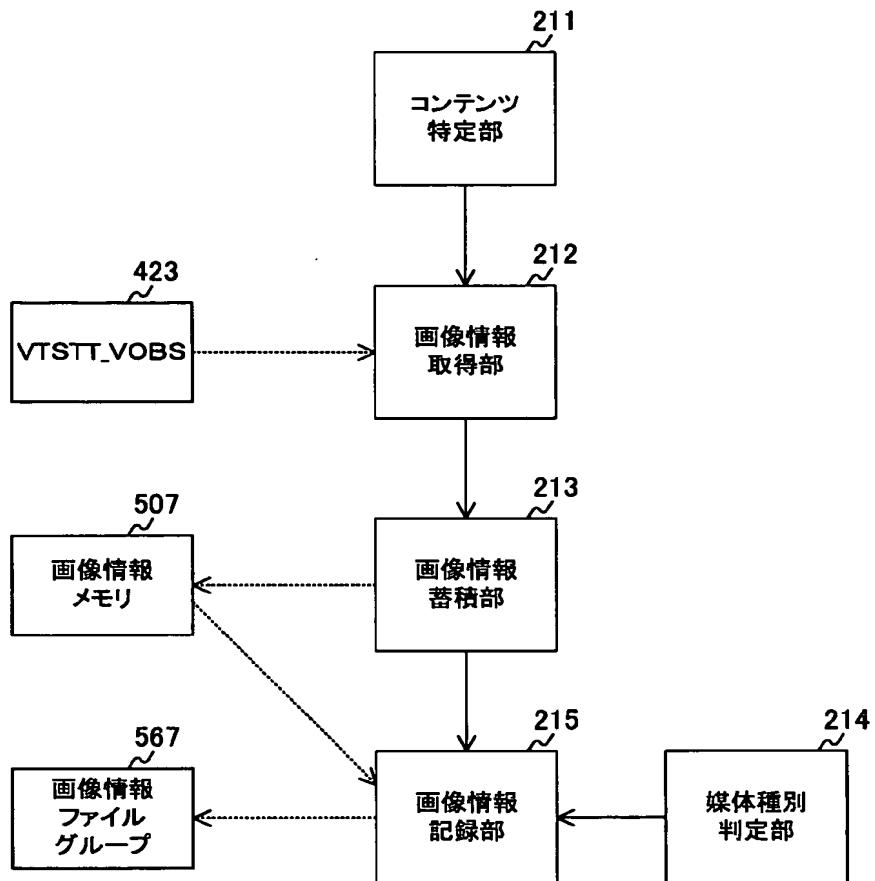 211
コンテンツ
特定部
212
423
VTSTT_VOBS
画像情報
取得部
213
507
画像情報
メモリ
画像情報
蓄積部
215
214
567
画像情報
ファイル
グループ
画像情報
記録部
媒体種別
判定部